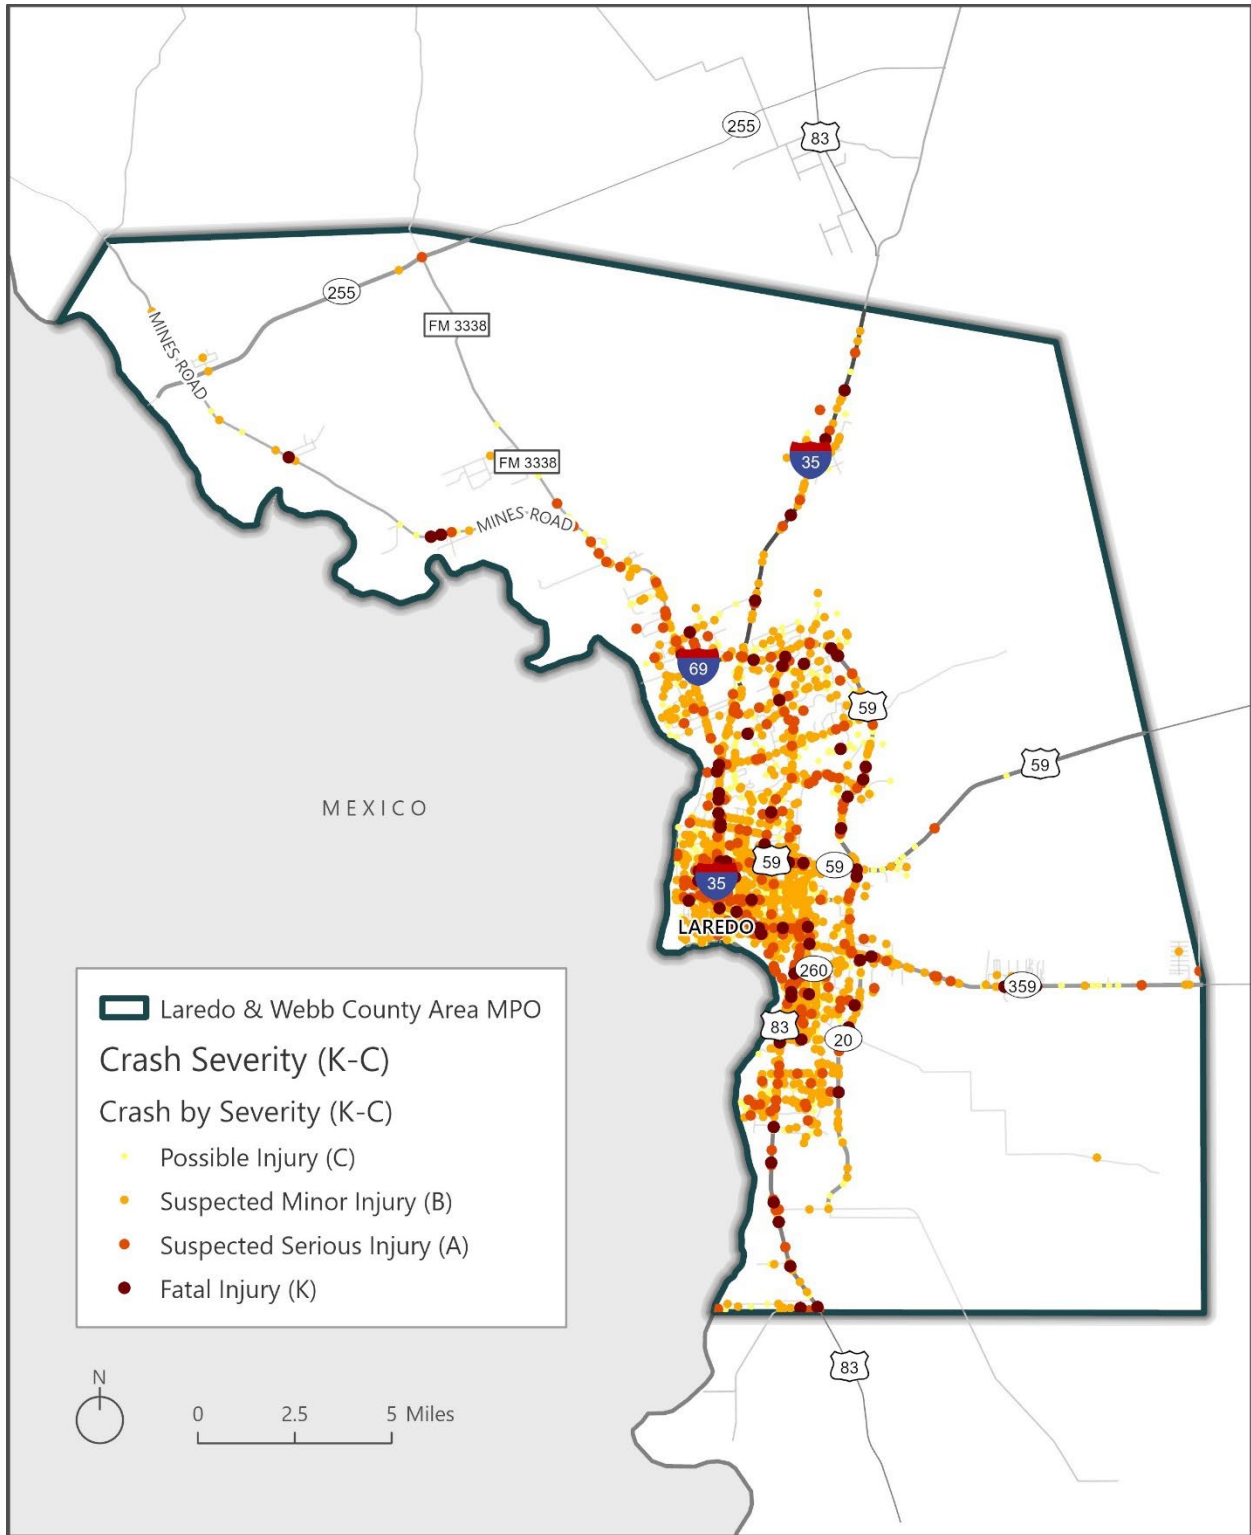 255
83
255
FM 3338
MINES ROAD
FM 3338
35
MINES ROAD
69
59
59
MEXICO
59
59
35
LAREDO
260
359
83
20
Laredo & Webb County Area MPO
Crash Severity (K-C)
Crash by Severity (K-C)
Possible Injury (C)
Suspected Minor Injury (B)
Suspected Serious Injury (A)
Fatal Injury (K)
83
N
0 2.5 5 Miles